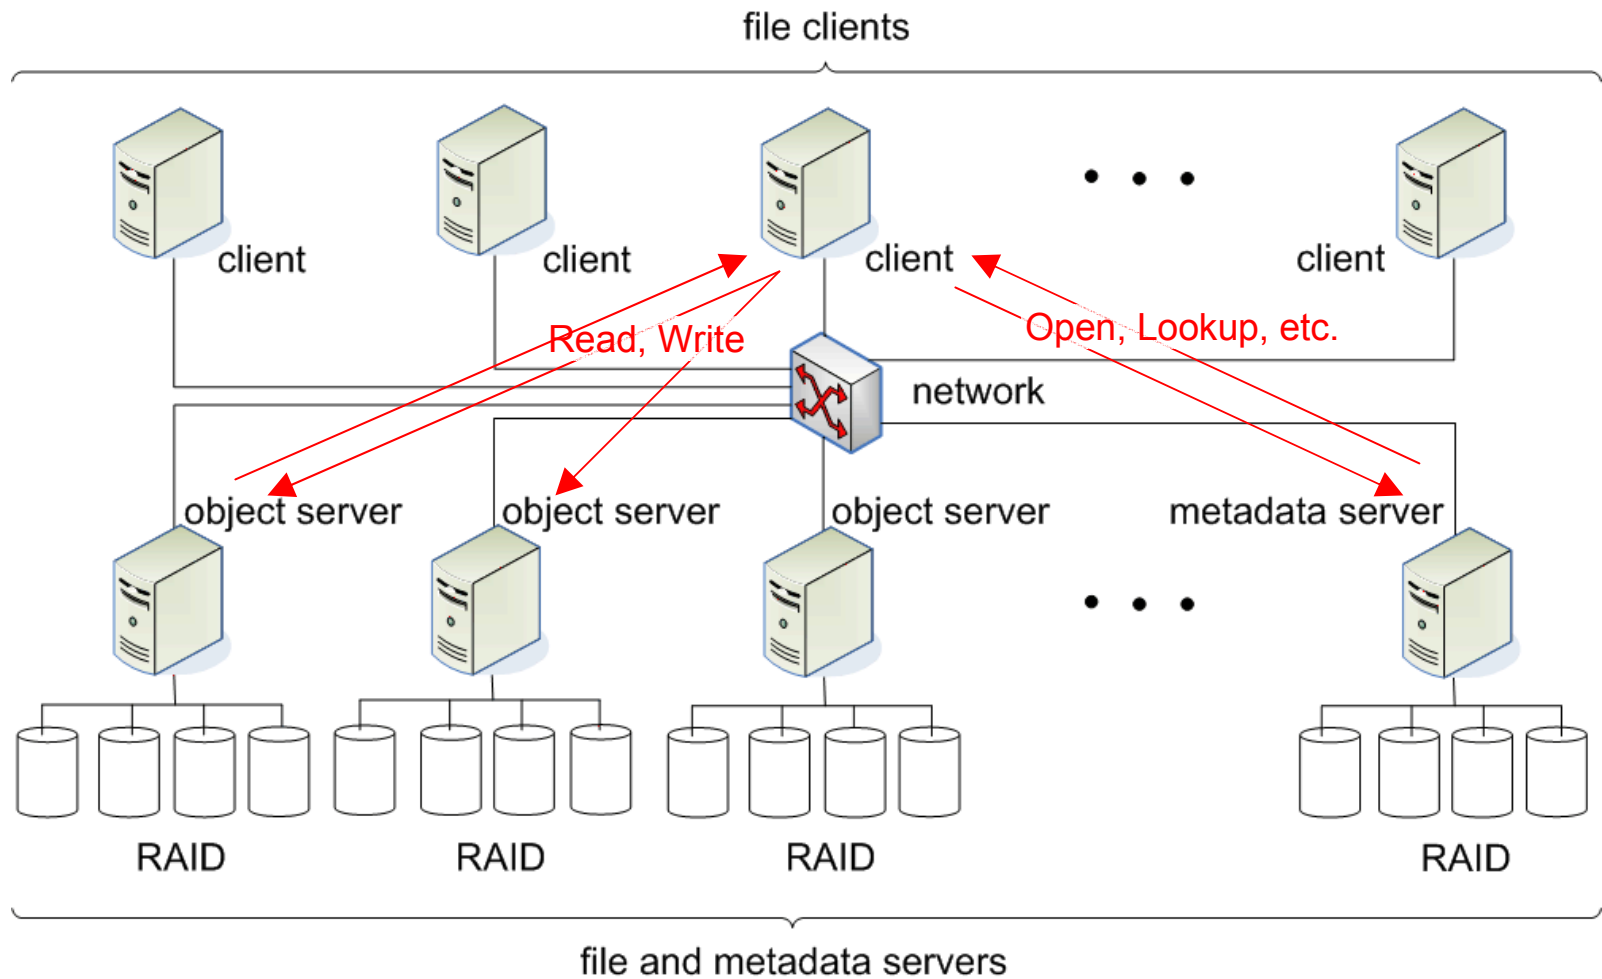 file clients
client
client
client
client
Read, Write
Open, Lookup, etc.
network
object server
object server
object server
metadata server
RAID
RAID
RAID
RAID
file and metadata servers